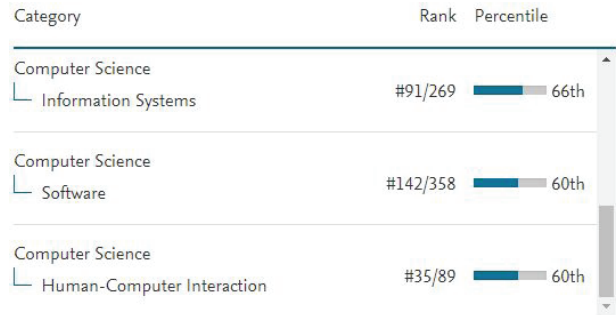 Category Rank Percentile
Computer Science
Information Systems #91/269 66th
Computer Science
Software #142/358 60th
Computer Science
Human-Computer Interaction #35/89 60th